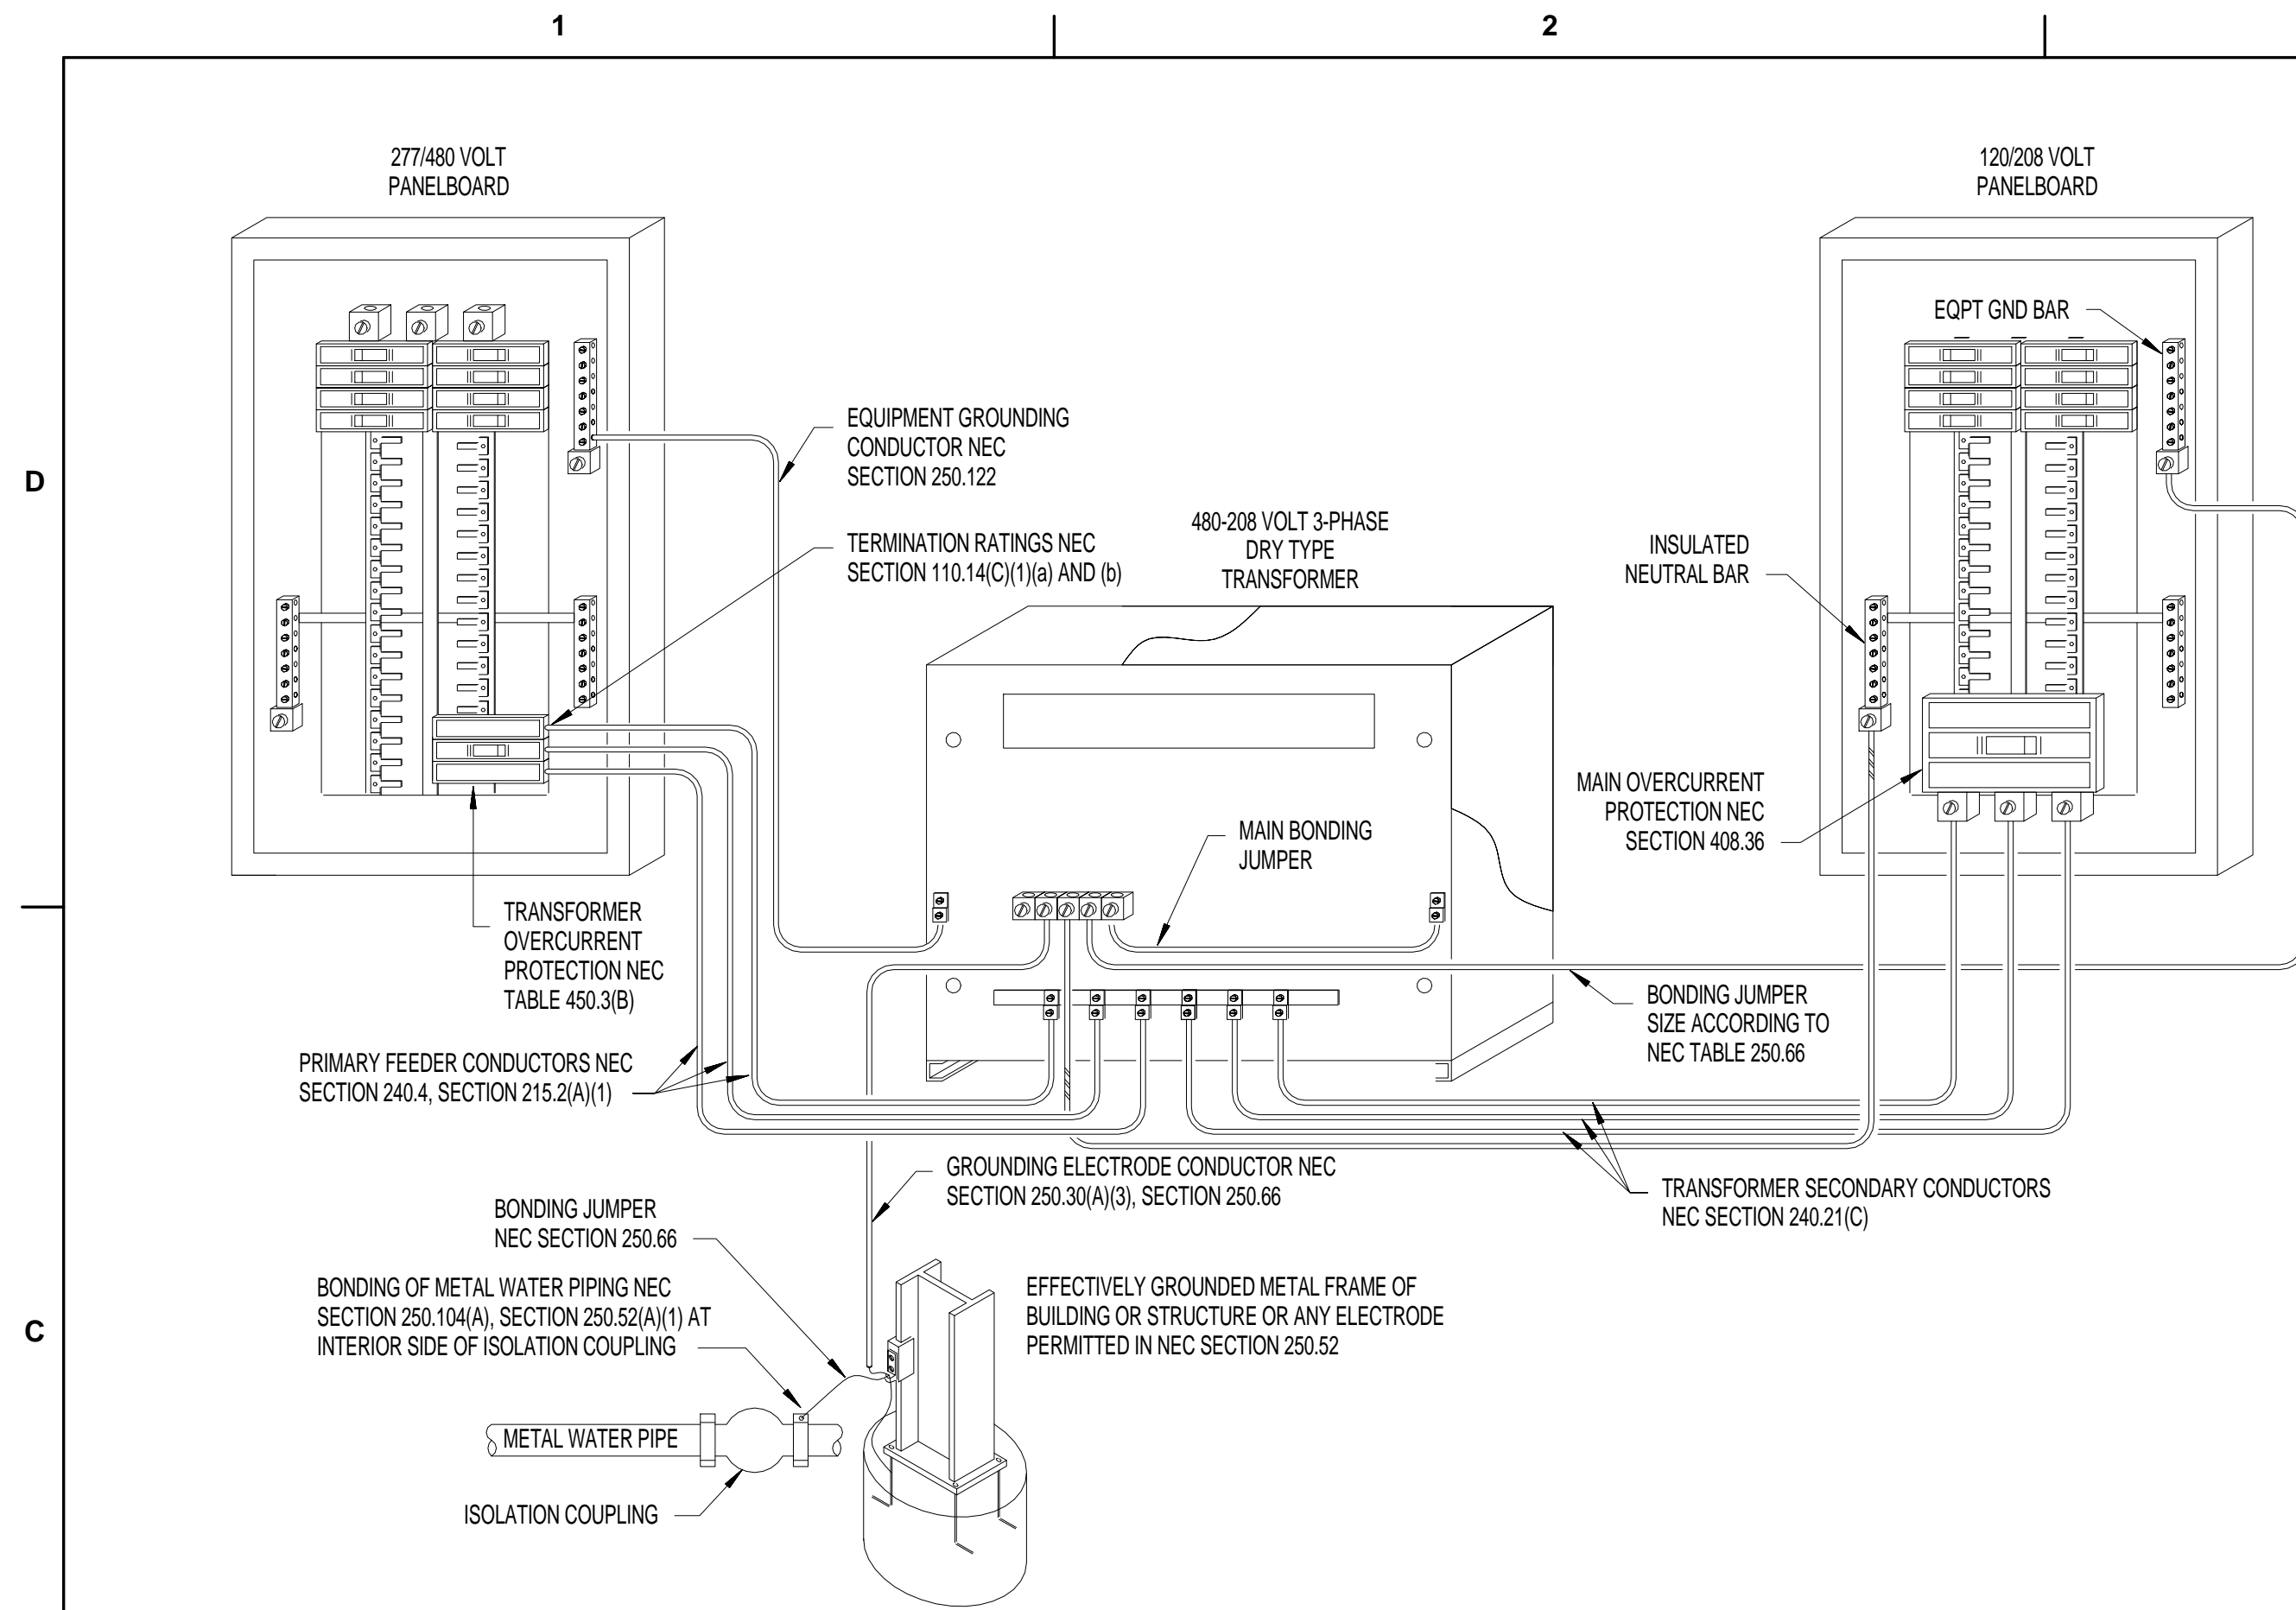 1
2
277/480 VOLT
PANELBOARD
120/208 VOLT
PANELBOARD
EQPT GND BAR
EQUIPMENT GROUNDING
CONDUCTOR NEC
SECTION 250.122
D
480-208 VOLT 3-PHASE
DRY TYPE
TRANSFORMER
TERMINATION RATINGS NEC
SECTION 110.14(C)(1)(a) AND (b)
INSULATED
NEUTRAL BAR
MAIN OVERCURRENT
PROTECTION NEC
SECTION 408.36
MAIN BONDING
JUMPER
TRANSFORMER
OVERCURRENT
PROTECTION NEC
TABLE 450.3(B)
BONDING JUMPER
SIZE ACCORDING TO
NEC TABLE 250.66
PRIMARY FEEDER CONDUCTORS NEC
SECTION 240.4, SECTION 215.2(A)(1)
GROUNDING ELECTRODE CONDUCTOR NEC
SECTION 250.30(A)(3), SECTION 250.66
TRANSFORMER SECONDARY CONDUCTORS
NEC SECTION 240.21(C)
BONDING JUMPER
NEC SECTION 250.66
BONDING OF METAL WATER PIPING NEC
SECTION 250.104(A), SECTION 250.52(A)(1) AT
INTERIOR SIDE OF ISOLATION COUPLING
EFFECTIVELY GROUNDED METAL FRAME OF
BUILDING OR STRUCTURE OR ANY ELECTRODE
PERMITTED IN NEC SECTION 250.52
C
METAL WATER PIPE
ISOLATION COUPLING